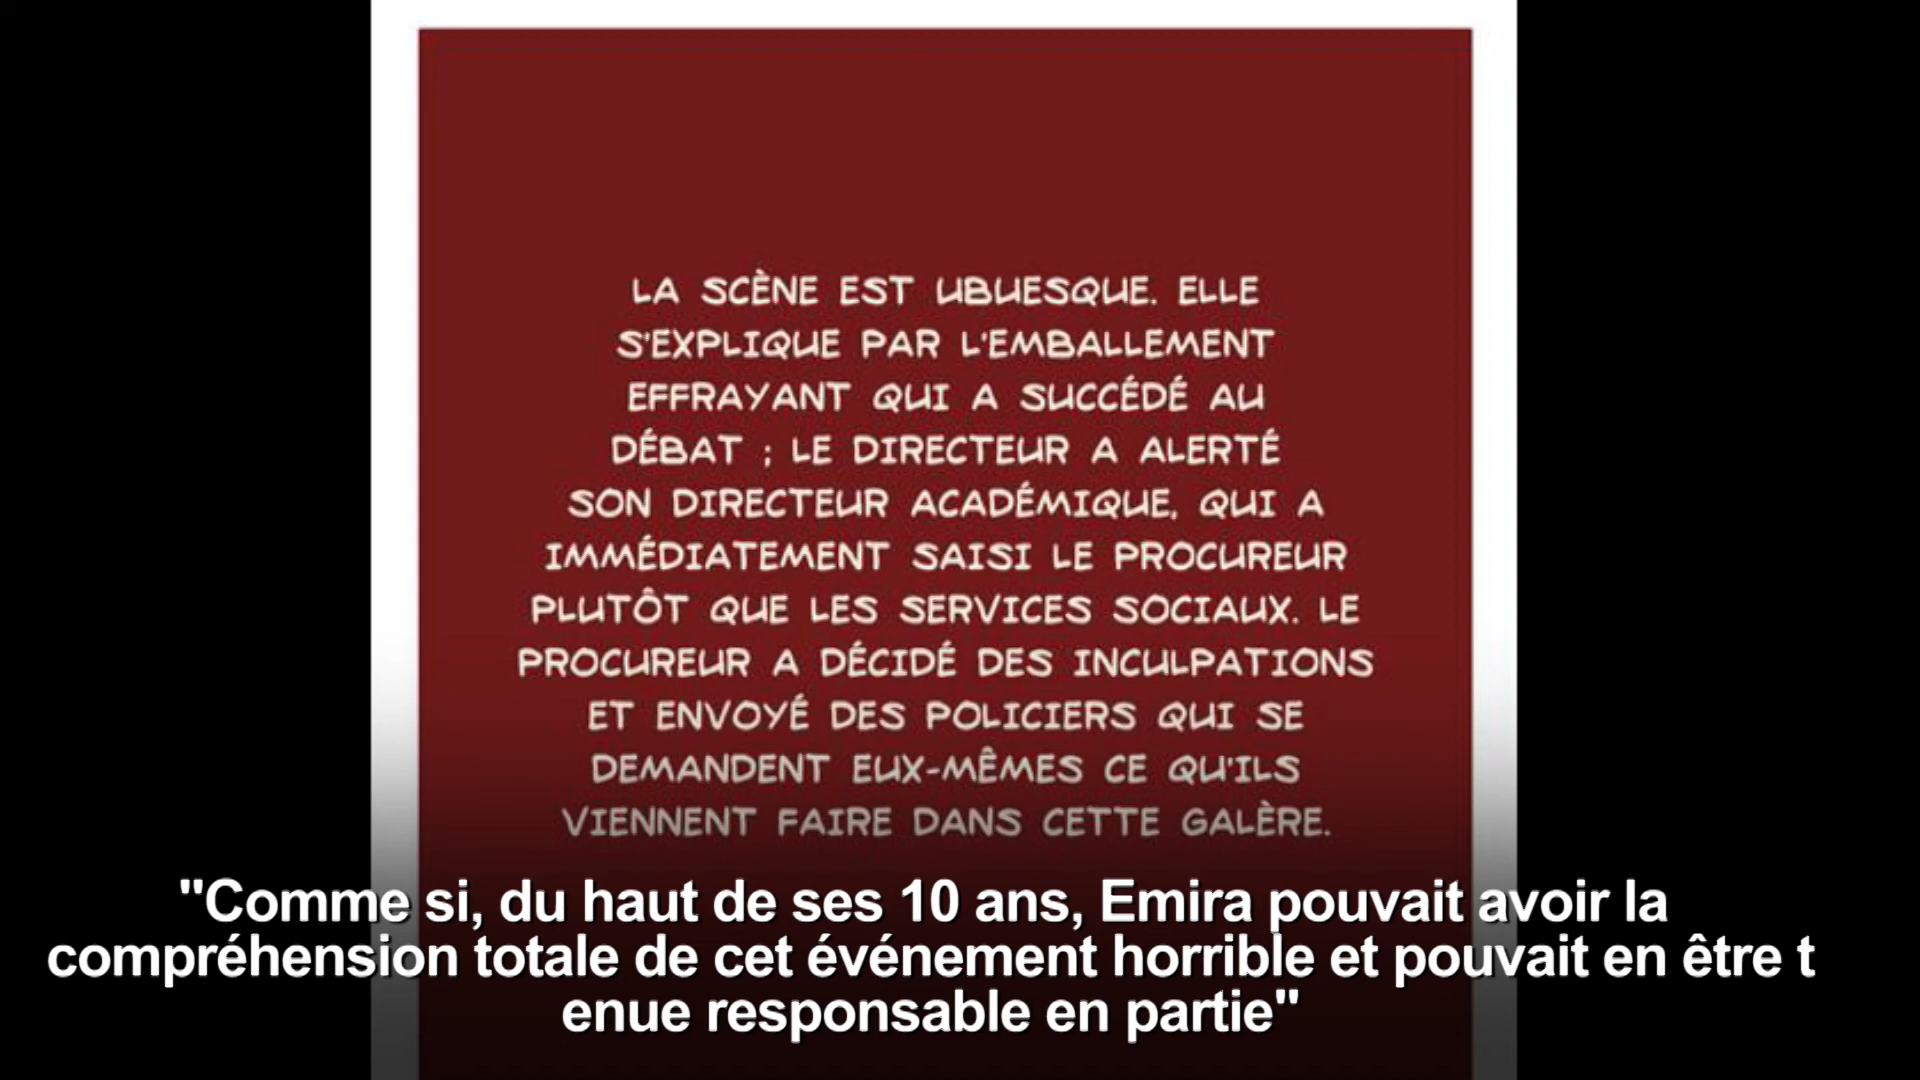 LA SCÈNE EST UBUESQUE. ELLE
S'EXPLIQUE PAR L'EMBALLEMENT
EFFRAYANT QUI A SUCCÉDÉ AU
DÉBAT ; LE DIRECTEUR A ALERTÉ
SON DIRECTEUR ACADÉMIQUE, QUI A
IMMÉDIATEMENT SAISI LE PROCUREUR
PLUTÔT QUE LES SERVICES SOCIAUX. LE
PROCUREUR A DÉCIDÉ DES INCULPATIONS
ET ENVOYÉ DES POLICIERS QUI SE
DEMANDENT EUX-MÊMES CE QU'ILS
VIENNENT FAIRE DANS CETTE GALÈRE.
"Comme si, du haut de ses 10 ans, Emira pouvait avoir la
compréhension totale de cet événement horrible et pouvait en être t
enue responsable en partie"